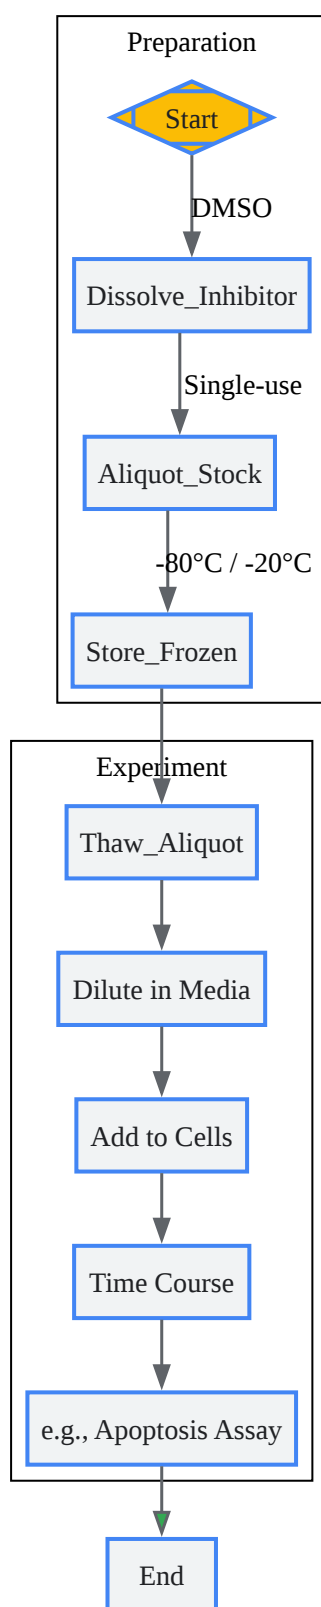 Preparation
Start
DMSO
Dissolve_Inhibitor
Single-use
Aliquot_Stock
-80°C / -20°C
Store_Frozen
Experiment
Thaw_Aliquot
Dilute in Media
Add to Cells
Time Course
e.g., Apoptosis Assay
End